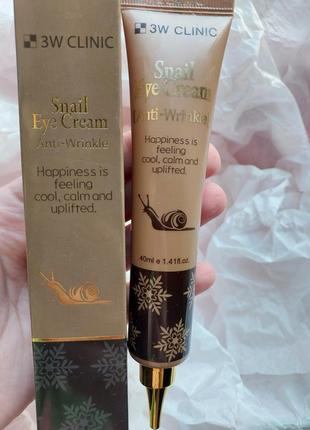 3W CLINIC
Snail
Eye Cream
Anti-Wrinkle
Happiness is
feeling
cool, calm and
uplifted.
3W CLINIC
Snail
Eye Cream
(Anti-Wrinkle)
Happiness is
feeling
cool, calm and
uplifted.
40ml e 1.41fl.oz.